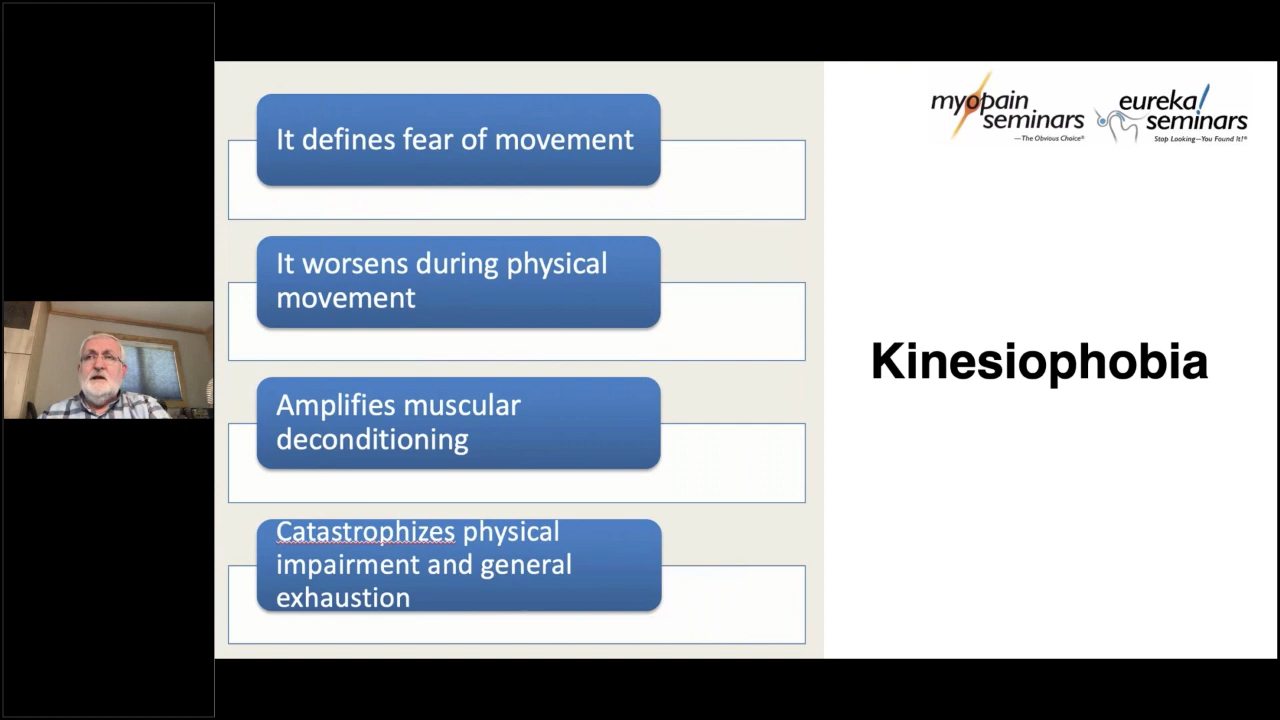 It defines fear of movement
It worsens during physical
movement
Amplifies muscular
deconditioning
Catastrophizes physical
impairment and general
exhaustion
myopain
seminars
—The Obvious Choice®
eureka!
seminars
Stop Looking—You Found It!®
Kinesiophobia